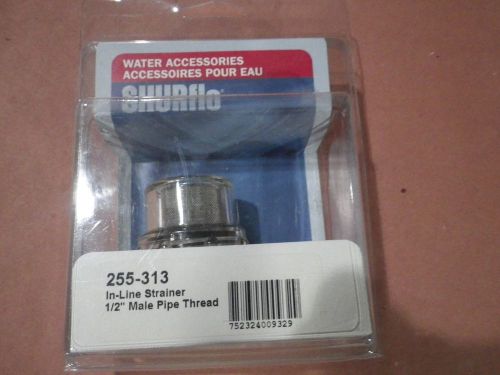 WATER ACCESSORIES
ACCESSOIRES POUR EAU
SHURflo®
255-313
In-Line Strainer
1/2" Male Pipe Thread
752324009329